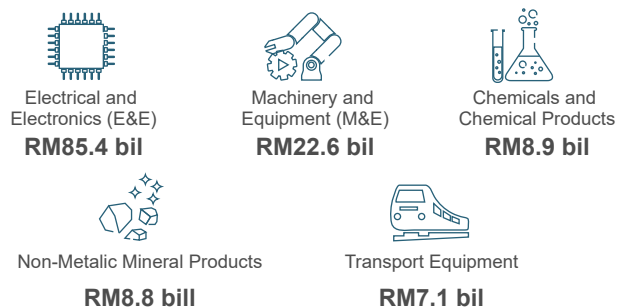 Electrical and
Electronics (E&E)
RM85.4 bil
Machinery and
Equipment (M&E)
RM22.6 bil
Chemicals and
Chemical Products
RM8.9 bil
Non-Metalic Mineral Products
RM8.8 bill
Transport Equipment
RM7.1 bil